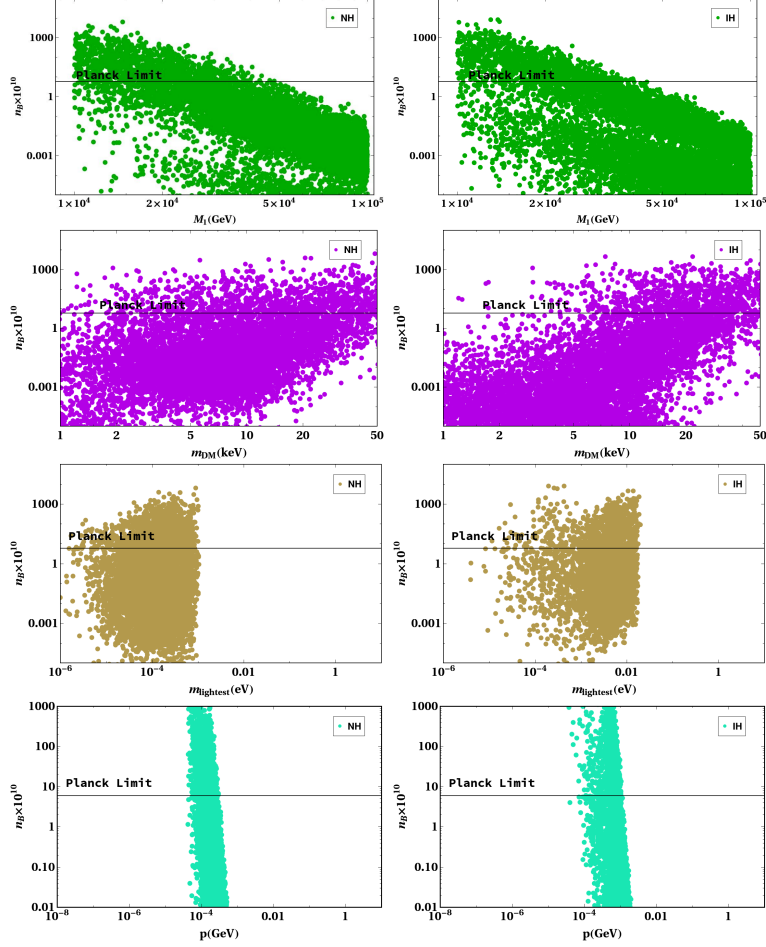 NH
1000
Planck Limit
1
0.001
n_B×10^10
1×10^4 2×10^4 5×10^4 1×10^5
M_1(GeV)
IH
1000
Planck Limit
1
0.001
n_B×10^10
1×10^4 2×10^4 5×10^4 1×10^5
M_1(GeV)
NH
1000
Planck Limit
1
0.001
n_B×10^10
1 2 5 10 20 50
m_DM(keV)
IH
1000
Planck Limit
1
0.001
n_B×10^10
1 2 5 10 20 50
m_DM(keV)
NH
1000
Planck Limit
1
0.001
n_B×10^10
10^-6 10^-4 0.01 1
m_lightest(eV)
IH
1000
Planck Limit
1
0.001
n_B×10^10
10^-6 10^-4 0.01 1
m_lightest(eV)
1000
NH
100
Planck Limit
10
1
0.10
0.01
n_B×10^10
10^-8 10^-6 10^-4 0.01 1
p(GeV)
1000
IH
100
Planck Limit
10
1
0.10
0.01
n_B×10^10
10^-8 10^-6 10^-4 0.01 1
p(GeV)